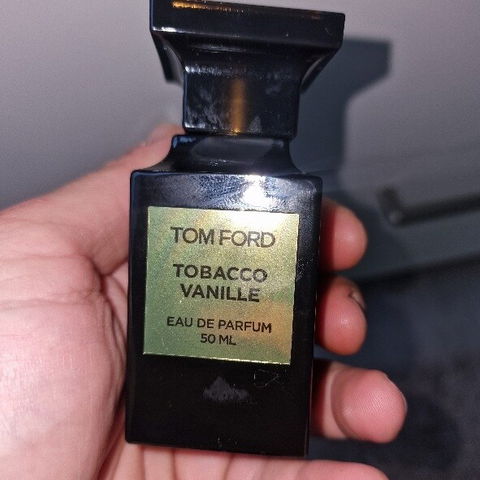 TOM FORD
TOBACCO
VANILLE
EAU DE PARFUM
50 ML